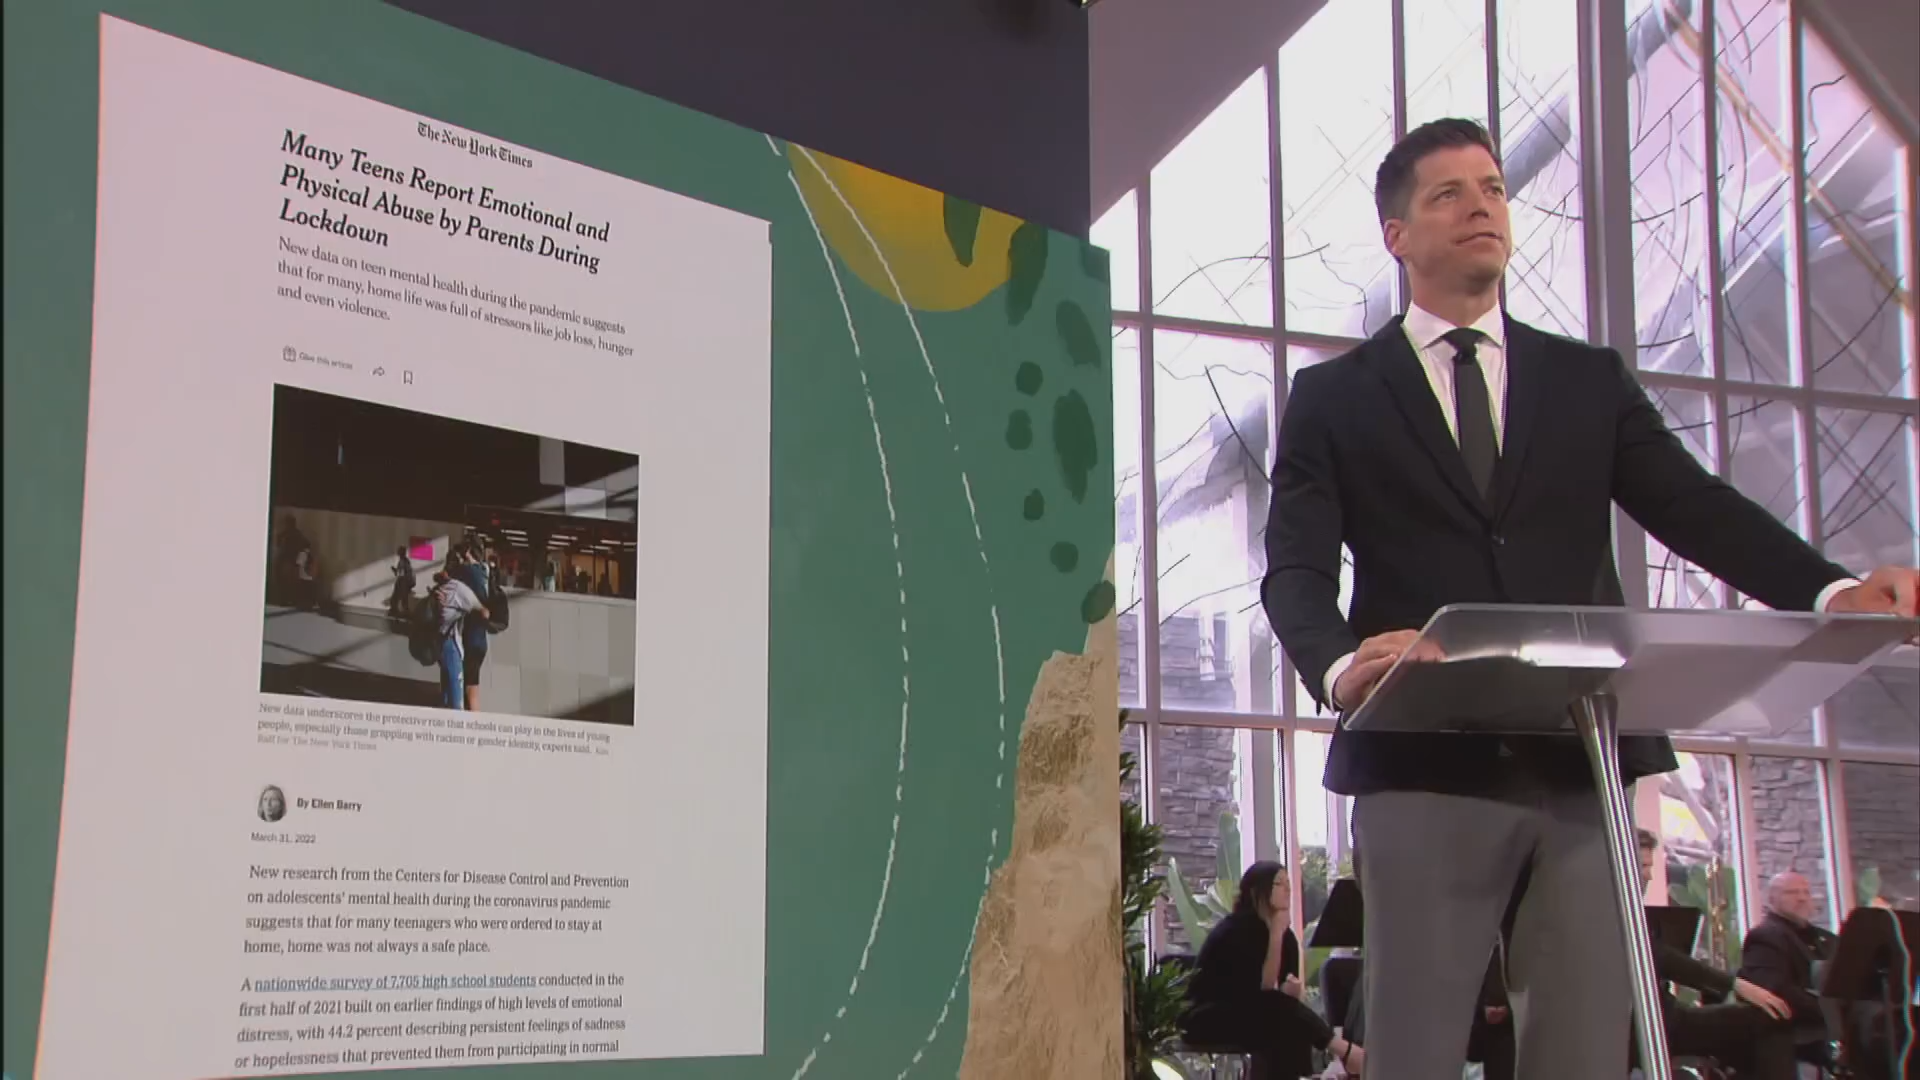 The New York Times
Many Teens Report Emotional and
Physical Abuse by Parents During
Lockdown
New data on teen mental health during the pandemic suggests
that for many, home life was full of stressors like job loss, hunger
and even violence.
Give this article
New data underscores the protective role that schools can play in the lives of young
people, especially those grappling with racism or gender identity, experts said.
for The New York Times
By Ellen Barry
March 31, 2022
New research from the Centers for Disease Control and Prevention
on adolescents' mental health during the coronavirus pandemic
suggests that for many teenagers who were ordered to stay at
home, home was not always a safe place.
A nationwide survey of 7,705 high school students conducted in the
first half of 2021 built on earlier findings of high levels of emotional
distress, with 44.2 percent describing persistent feelings of sadness
or hopelessness that prevented them from participating in normal